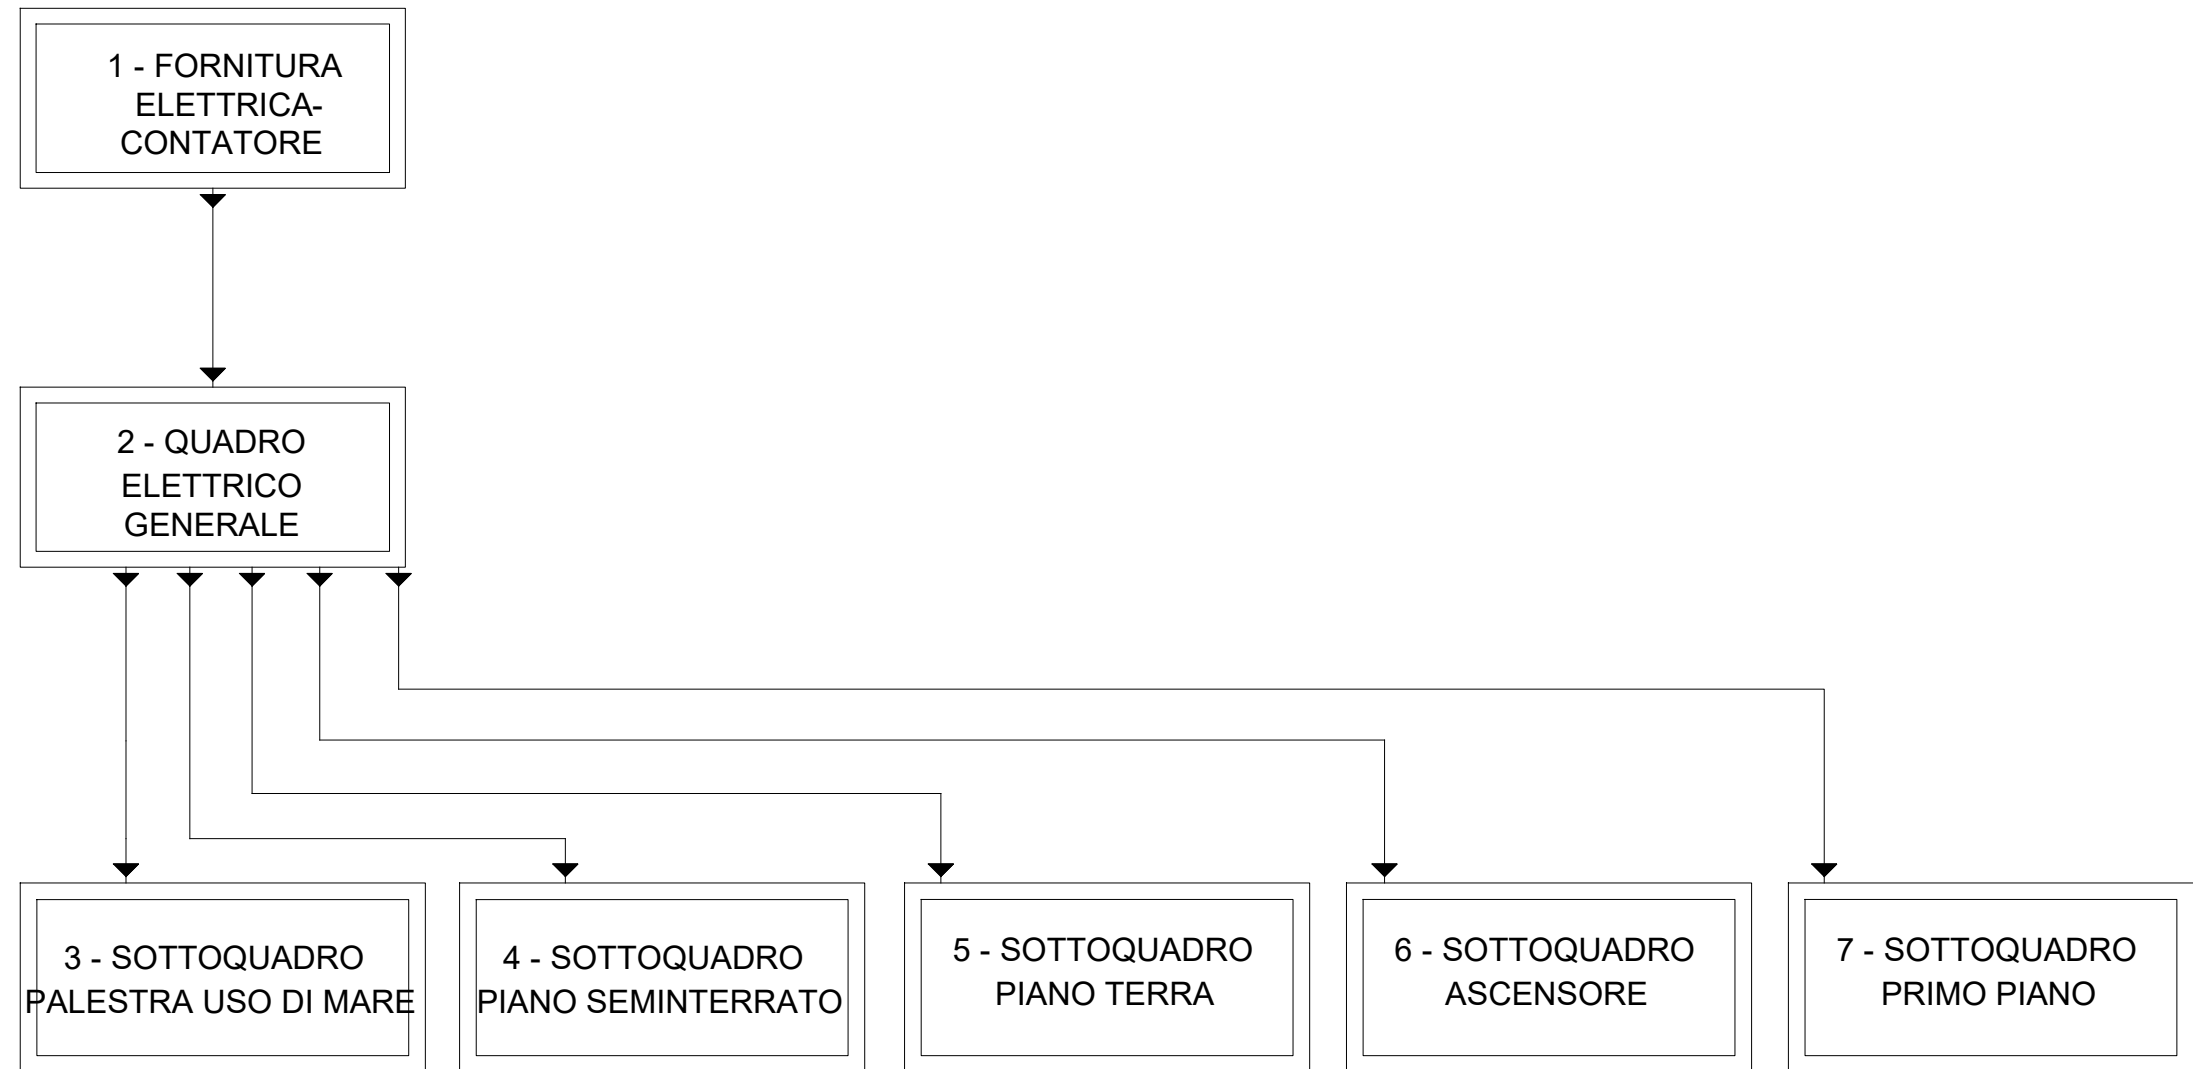 1 - FORNITURA
ELETTRICA-
CONTATORE
2 - QUADRO
ELETTRICO
GENERALE
3 - SOTTOQUADRO
PALESTRA USO DI MARE
4 - SOTTOQUADRO
PIANO SEMINTERRATO
5 - SOTTOQUADRO
PIANO TERRA
6 - SOTTOQUADRO
ASCENSORE
7 - SOTTOQUADRO
PRIMO PIANO